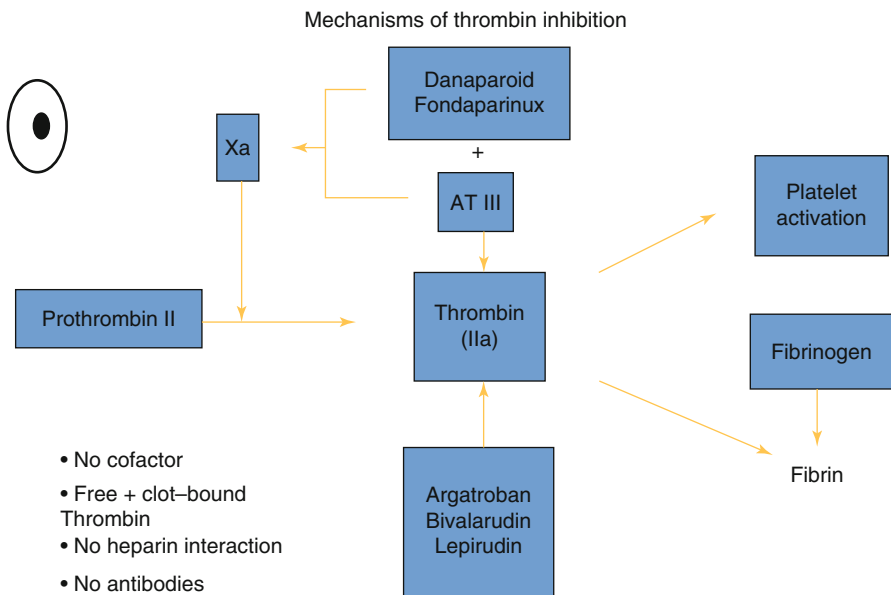 Mechanisms of thrombin inhibition
Danaparoid
Fondaparinux
+
Xa
AT III
Platelet
activation
Prothrombin II
Thrombin
(IIa)
Fibrinogen
Fibrin
Argatroban
Bivalarudin
Lepirudin
• No cofactor
• Free + clot–bound
Thrombin
• No heparin interaction
• No antibodies